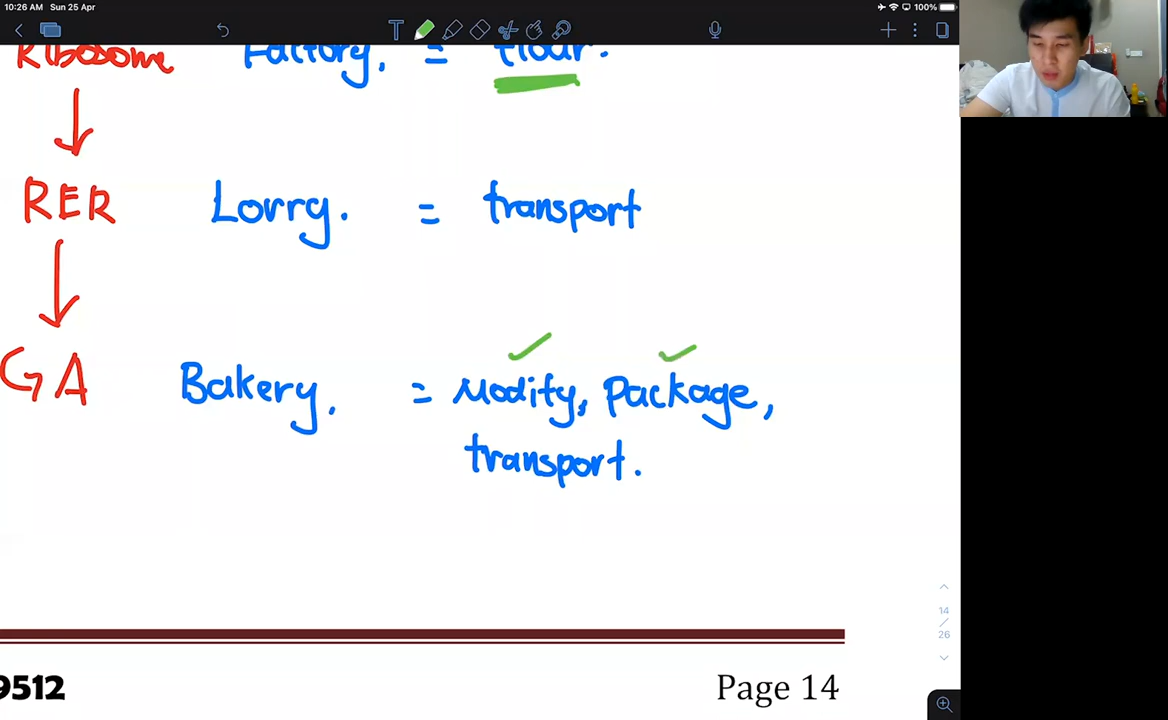 10:26 AM Sun 25 Apr
100%
Ribosome Factory. = flour.
RER Lorry. = transport
GA Bakery. = Modify, Package,
transport.
14
/
26
9512
Page 14